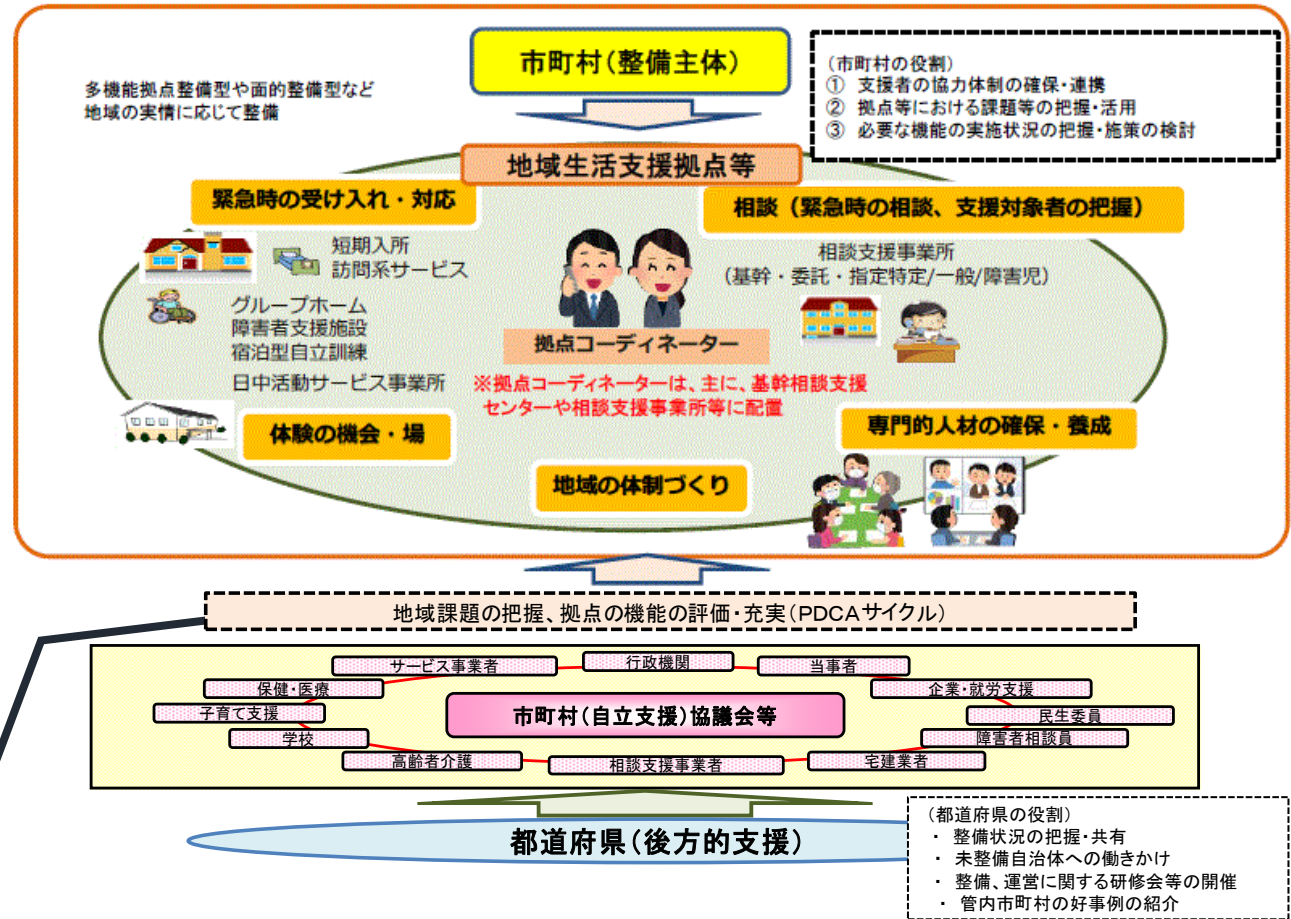 市町村（整備主体）
（市町村の役割）
① 支援者の協力体制の確保・連携
② 拠点等における課題等の把握・活用
③ 必要な機能の実施状況の把握・施策の検討
多機能拠点整備型や面的整備型など
地域の実情に応じて整備
地域生活支援拠点等
緊急時の受け入れ・対応
相談（緊急時の相談、支援対象者の把握）
短期入所
訪問系サービス
相談支援事業所
（基幹・委託・指定特定/一般/障害児）
グループホーム
障害者支援施設
宿泊型自立訓練
日中活動サービス事業所
拠点コーディネーター
※拠点コーディネーターは、主に、基幹相談支援
センターや相談支援事業所等に配置
体験の機会・場
専門的人材の確保・養成
地域の体制づくり
地域課題の把握、拠点の機能の評価・充実（PDCAサイクル）
サービス事業者
行政機関
当事者
保健・医療
企業・就労支援
子育て支援
市町村（自立支援）協議会等
民生委員
学校
障害者相談員
高齢者介護
相談支援事業者
宅建業者
都道府県（後方的支援）
（都道府県の役割）
・ 整備状況の把握・共有
・ 未整備自治体への働きかけ
・ 整備、運営に関する研修会等の開催
・ 管内市町村の好事例の紹介